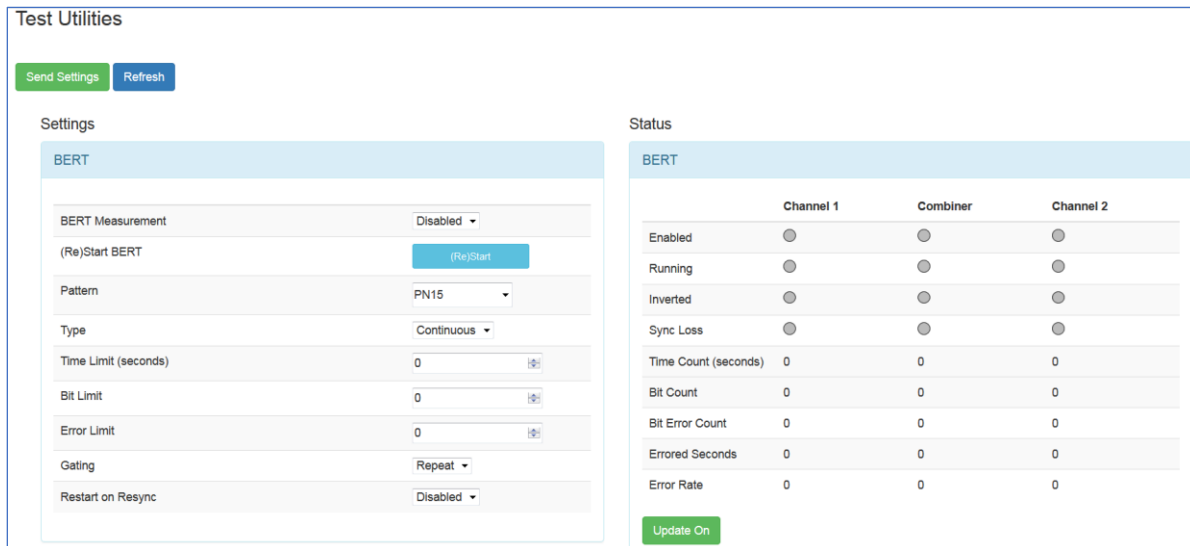 Test Utilities
Send Settings Refresh
Settings
BERT
BERT Measurement Disabled
(Re)Start BERT (Re)Start
Pattern PN15
Type Continuous
Time Limit (seconds) 0
Bit Limit 0
Error Limit 0
Gating Repeat
Restart on Resync Disabled
Status
BERT
Channel 1 Combiner Channel 2
Enabled
Running
Inverted
Sync Loss
Time Count (seconds) 0 0 0
Bit Count 0 0 0
Bit Error Count 0 0 0
Errored Seconds 0 0 0
Error Rate 0 0 0
Update On